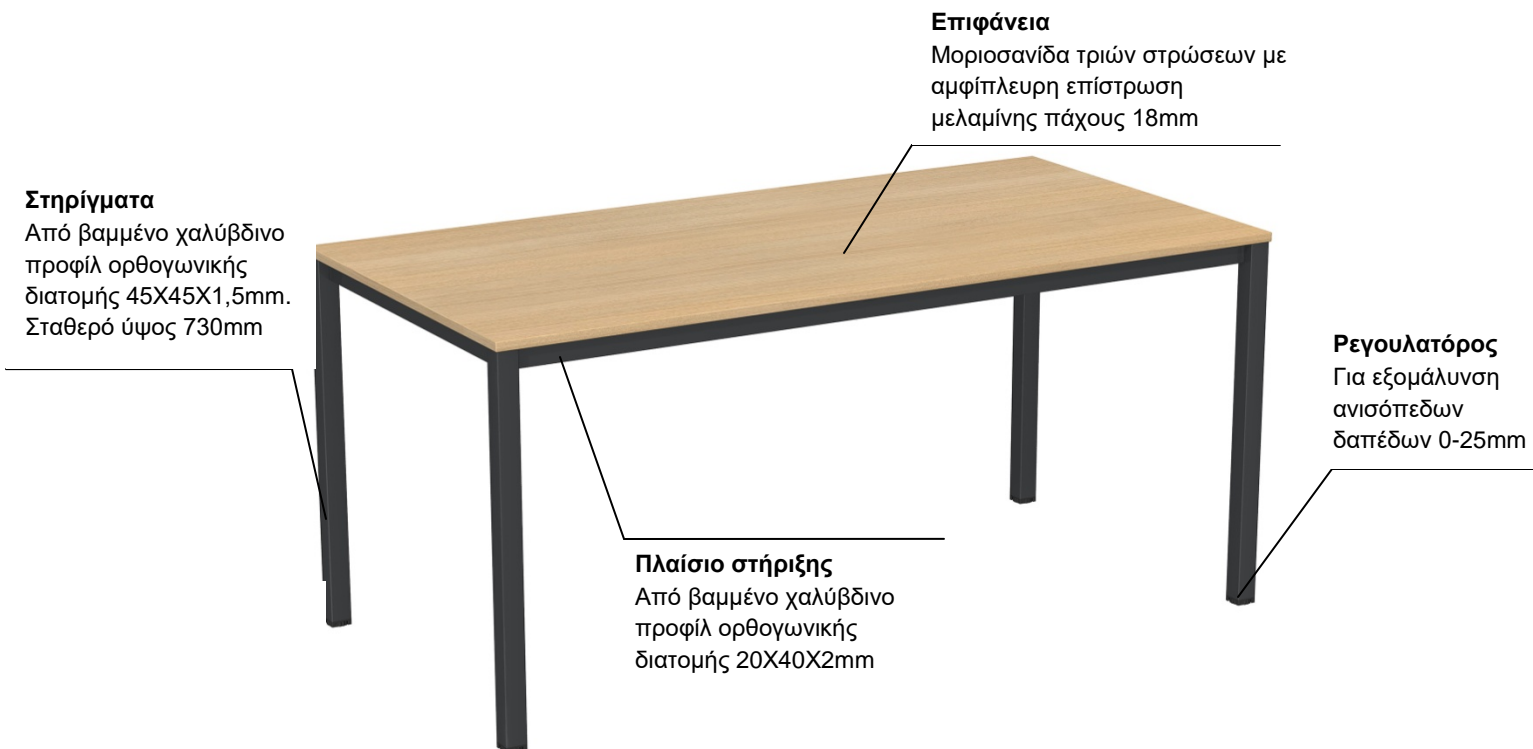 Επιφάνεια
Μοριοσανίδα τριών στρώσεων με
αμφίπλευρη επίστρωση
μελαμίνης πάχους 18mm
Στηρίγματα
Από βαμμένο χαλύβδινο
προφίλ ορθογωνικής
διατομής 45X45X1,5mm.
Σταθερό ύψος 730mm
Ρεγουλατόρος
Για εξομάλυνση
ανισόπεδων
δαπέδων 0-25mm
Πλαίσιο στήριξης
Από βαμμένο χαλύβδινο
προφίλ ορθογωνικής
διατομής 20X40X2mm